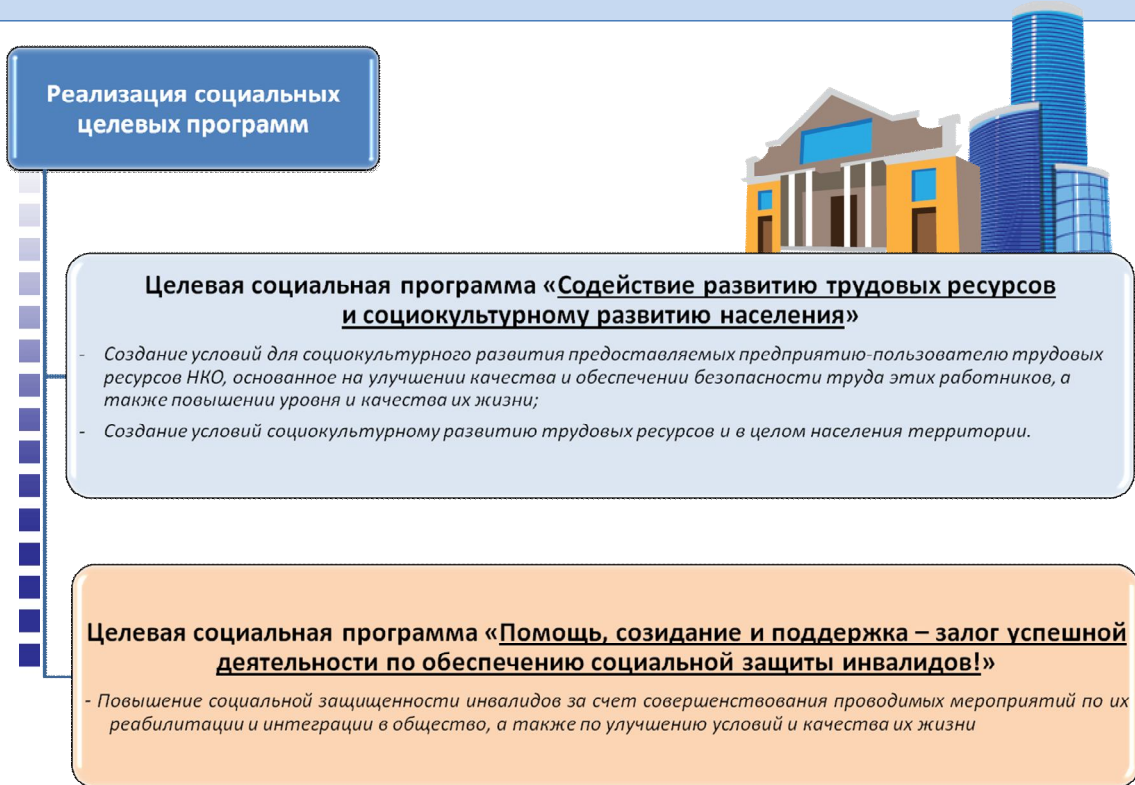 Реализация социальных
целевых программ
Целевая социальная программа «Содействие развитию трудовых ресурсов
и социокультурному развитию населения»
- Создание условий для социокультурного развития предоставляемых предприятию-пользователю трудовых
ресурсов НКО, основанное на улучшении качества и обеспечении безопасности труда этих работников, а
также повышении уровня и качества их жизни;
- Создание условий социокультурному развитию трудовых ресурсов и в целом населения территории.
Целевая социальная программа «Помощь, созидание и поддержка – залог успешной
деятельности по обеспечению социальной защиты инвалидов!»
- Повышение социальной защищенности инвалидов за счет совершенствования проводимых мероприятий по их
реабилитации и интеграции в общество, а также по улучшению условий и качества их жизни